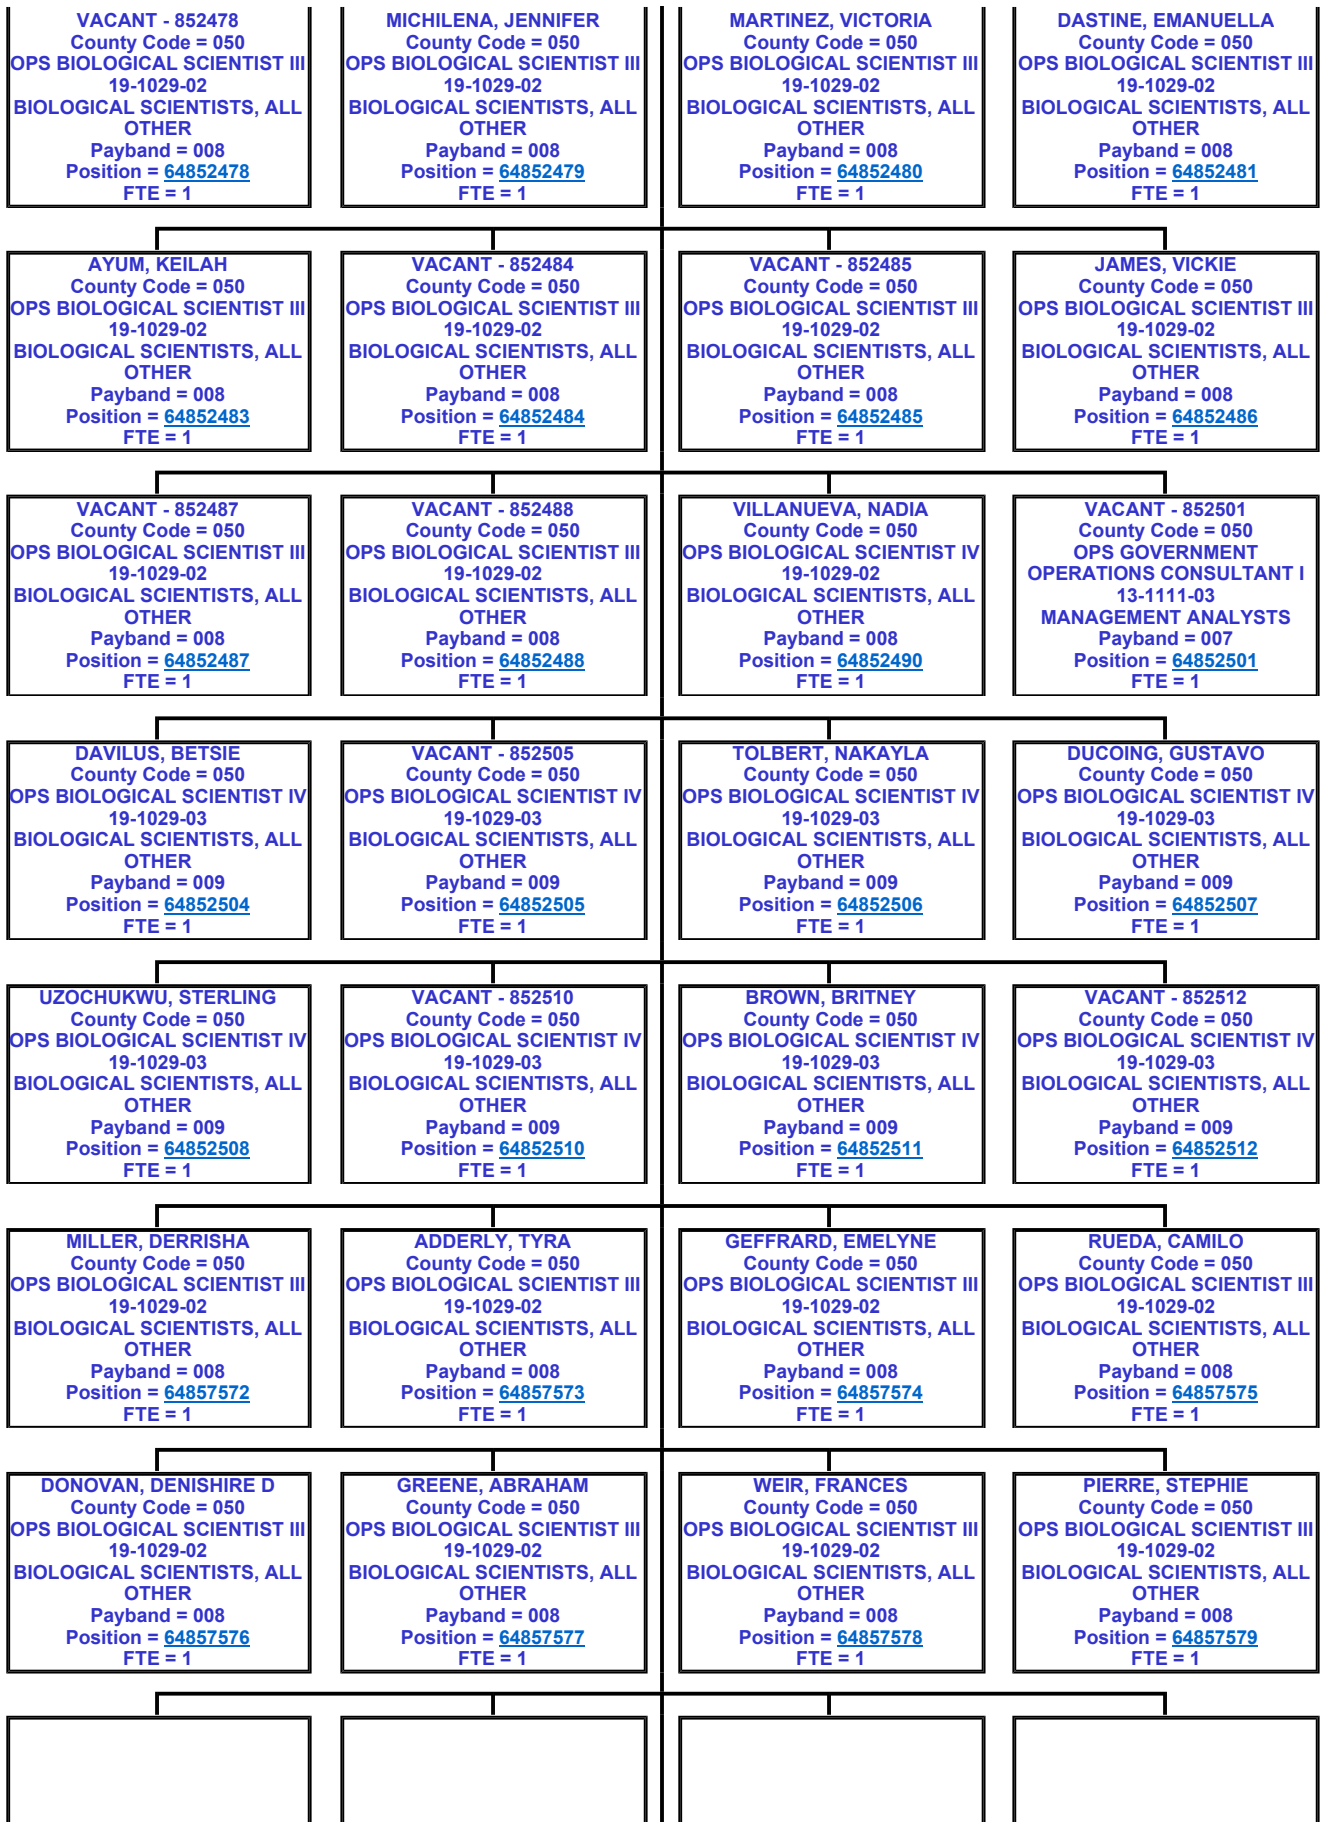 VACANT - 852478
County Code = 050
OPS BIOLOGICAL SCIENTIST III
19-1029-02
BIOLOGICAL SCIENTISTS, ALL
OTHER
Payband = 008
Position = 64852478
FTE = 1
MICHILENA, JENNIFER
County Code = 050
OPS BIOLOGICAL SCIENTIST III
19-1029-02
BIOLOGICAL SCIENTISTS, ALL
OTHER
Payband = 008
Position = 64852479
FTE = 1
MARTINEZ, VICTORIA
County Code = 050
OPS BIOLOGICAL SCIENTIST III
19-1029-02
BIOLOGICAL SCIENTISTS, ALL
OTHER
Payband = 008
Position = 64852480
FTE = 1
DASTINE, EMANUELLA
County Code = 050
OPS BIOLOGICAL SCIENTIST III
19-1029-02
BIOLOGICAL SCIENTISTS, ALL
OTHER
Payband = 008
Position = 64852481
FTE = 1
AYUM, KEILAH
County Code = 050
OPS BIOLOGICAL SCIENTIST III
19-1029-02
BIOLOGICAL SCIENTISTS, ALL
OTHER
Payband = 008
Position = 64852483
FTE = 1
VACANT - 852484
County Code = 050
OPS BIOLOGICAL SCIENTIST III
19-1029-02
BIOLOGICAL SCIENTISTS, ALL
OTHER
Payband = 008
Position = 64852484
FTE = 1
VACANT - 852485
County Code = 050
OPS BIOLOGICAL SCIENTIST III
19-1029-02
BIOLOGICAL SCIENTISTS, ALL
OTHER
Payband = 008
Position = 64852485
FTE = 1
JAMES, VICKIE
County Code = 050
OPS BIOLOGICAL SCIENTIST III
19-1029-02
BIOLOGICAL SCIENTISTS, ALL
OTHER
Payband = 008
Position = 64852486
FTE = 1
VACANT - 852487
County Code = 050
OPS BIOLOGICAL SCIENTIST III
19-1029-02
BIOLOGICAL SCIENTISTS, ALL
OTHER
Payband = 008
Position = 64852487
FTE = 1
VACANT - 852488
County Code = 050
OPS BIOLOGICAL SCIENTIST III
19-1029-02
BIOLOGICAL SCIENTISTS, ALL
OTHER
Payband = 008
Position = 64852488
FTE = 1
VILLANUEVA, NADIA
County Code = 050
OPS BIOLOGICAL SCIENTIST IV
19-1029-02
BIOLOGICAL SCIENTISTS, ALL
OTHER
Payband = 008
Position = 64852490
FTE = 1
VACANT - 852501
County Code = 050
OPS GOVERNMENT
OPERATIONS CONSULTANT I
13-1111-03
MANAGEMENT ANALYSTS
Payband = 007
Position = 64852501
FTE = 1
DAVILUS, BETSIE
County Code = 050
OPS BIOLOGICAL SCIENTIST IV
19-1029-03
BIOLOGICAL SCIENTISTS, ALL
OTHER
Payband = 009
Position = 64852504
FTE = 1
VACANT - 852505
County Code = 050
OPS BIOLOGICAL SCIENTIST IV
19-1029-03
BIOLOGICAL SCIENTISTS, ALL
OTHER
Payband = 009
Position = 64852505
FTE = 1
TOLBERT, NAKAYLA
County Code = 050
OPS BIOLOGICAL SCIENTIST IV
19-1029-03
BIOLOGICAL SCIENTISTS, ALL
OTHER
Payband = 009
Position = 64852506
FTE = 1
DUCOING, GUSTAVO
County Code = 050
OPS BIOLOGICAL SCIENTIST IV
19-1029-03
BIOLOGICAL SCIENTISTS, ALL
OTHER
Payband = 009
Position = 64852507
FTE = 1
UZOCHUKWU, STERLING
County Code = 050
OPS BIOLOGICAL SCIENTIST IV
19-1029-03
BIOLOGICAL SCIENTISTS, ALL
OTHER
Payband = 009
Position = 64852508
FTE = 1
VACANT - 852510
County Code = 050
OPS BIOLOGICAL SCIENTIST IV
19-1029-03
BIOLOGICAL SCIENTISTS, ALL
OTHER
Payband = 009
Position = 64852510
FTE = 1
BROWN, BRITNEY
County Code = 050
OPS BIOLOGICAL SCIENTIST IV
19-1029-03
BIOLOGICAL SCIENTISTS, ALL
OTHER
Payband = 009
Position = 64852511
FTE = 1
VACANT - 852512
County Code = 050
OPS BIOLOGICAL SCIENTIST IV
19-1029-03
BIOLOGICAL SCIENTISTS, ALL
OTHER
Payband = 009
Position = 64852512
FTE = 1
MILLER, DERRISHA
County Code = 050
OPS BIOLOGICAL SCIENTIST III
19-1029-02
BIOLOGICAL SCIENTISTS, ALL
OTHER
Payband = 008
Position = 64857572
FTE = 1
ADDERLY, TYRA
County Code = 050
OPS BIOLOGICAL SCIENTIST III
19-1029-02
BIOLOGICAL SCIENTISTS, ALL
OTHER
Payband = 008
Position = 64857573
FTE = 1
GEFFRARD, EMELYNE
County Code = 050
OPS BIOLOGICAL SCIENTIST III
19-1029-02
BIOLOGICAL SCIENTISTS, ALL
OTHER
Payband = 008
Position = 64857574
FTE = 1
RUEDA, CAMILO
County Code = 050
OPS BIOLOGICAL SCIENTIST III
19-1029-02
BIOLOGICAL SCIENTISTS, ALL
OTHER
Payband = 008
Position = 64857575
FTE = 1
DONOVAN, DENISHIRE D
County Code = 050
OPS BIOLOGICAL SCIENTIST III
19-1029-02
BIOLOGICAL SCIENTISTS, ALL
OTHER
Payband = 008
Position = 64857576
FTE = 1
GREENE, ABRAHAM
County Code = 050
OPS BIOLOGICAL SCIENTIST III
19-1029-02
BIOLOGICAL SCIENTISTS, ALL
OTHER
Payband = 008
Position = 64857577
FTE = 1
WEIR, FRANCES
County Code = 050
OPS BIOLOGICAL SCIENTIST III
19-1029-02
BIOLOGICAL SCIENTISTS, ALL
OTHER
Payband = 008
Position = 64857578
FTE = 1
PIERRE, STEPHIE
County Code = 050
OPS BIOLOGICAL SCIENTIST III
19-1029-02
BIOLOGICAL SCIENTISTS, ALL
OTHER
Payband = 008
Position = 64857579
FTE = 1